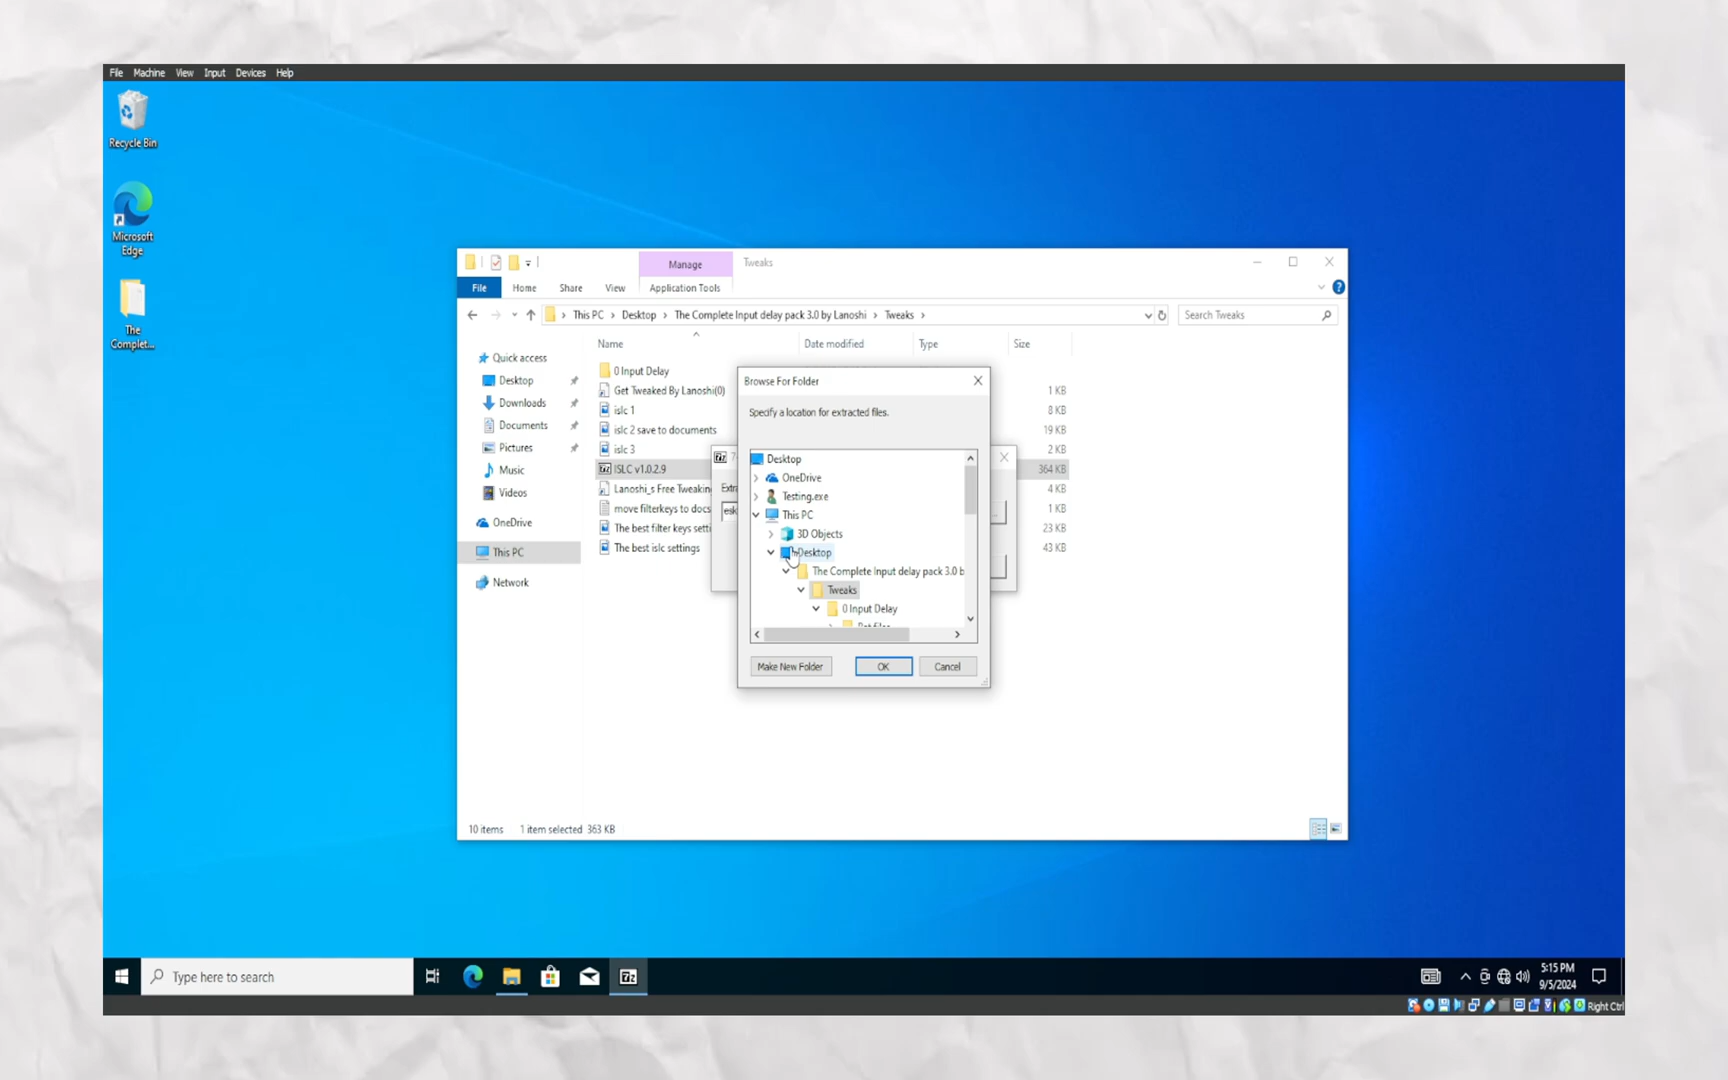 File Machine View Input Devices Help
Recycle Bin
Microsoft
Edge
The
Complet...
Manage
Tweaks
File Home Share View Application Tools
This PC > Desktop > The Complete Input delay pack 3.0 by Lanoshi > Tweaks >
Search Tweaks
Name Date modified Type Size
Quick access
Desktop
Downloads
Documents
Pictures
Music
Videos
OneDrive
This PC
Network
0 Input Delay
Get Tweaked By Lanoshi(0) 1 KB
islc 1 8 KB
islc 2 save to documents 19 KB
islc 3 2 KB
ISLC v1.0.2.9 364 KB
Lanoshi_s Free Tweakin 4 KB
move filterkeys to docs 1 KB
The best filter keys setti 23 KB
The best islc settings 43 KB
7-
Extra
esk
...
Browse For Folder
Specify a location for extracted files.
Desktop
OneDrive
Testing.exe
This PC
3D Objects
Desktop
The Complete Input delay pack 3.0 b
Tweaks
0 Input Delay
Make New Folder OK Cancel
10 items 1 item selected 363 KB
Type here to search
7z
5:15 PM
9/5/2024
Right Ctrl